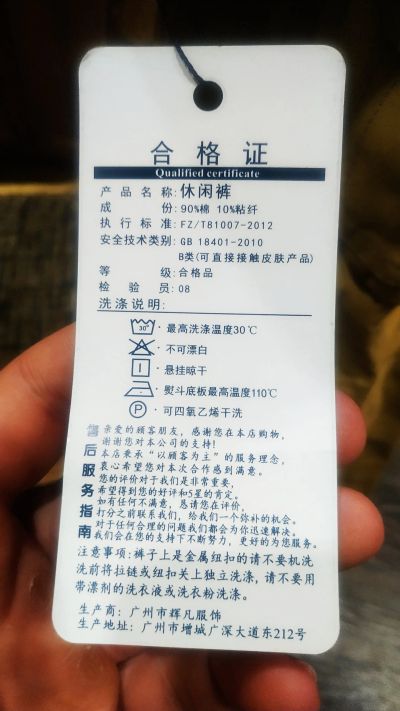 合格证
Qualified certificate
产品名称:休闲裤
成份:90%棉 10%粘纤
执行标准:FZ/T81007-2012
安全技术类别:GB 18401-2010
B类(可直接接触皮肤产品)
等级:合格品
检验员:08
洗涤说明:
30° · 最高洗涤温度30℃
· 不可漂白
· 悬挂晾干
· 熨斗底板最高温度110℃
P · 可四氯乙烯干洗
售后服务指南
亲爱的顾客朋友,感谢您在本店购物,
谢谢您对本公司的支持!
本店秉承“以顾客为主”的服务理念,
衷心希望您对本次合作感到满意。
您的评价对于我们是非常重要,
希望得到您的好评和5星的肯定。
如有任何不满意,恳请您在评价,
打分之前联系我们,给我们一个弥补的机会。
对于任何合理的问题我们都会为你迅速解决。
我们会在您的支持下不断努力,更好的为您服务。
注意事项:裤子上是金属纽扣的请不要机洗
洗前将拉链或纽扣关上独立洗涤,请不要用
带漂剂的洗衣液或洗衣粉洗涤。
生产商:广州市辉凡服饰
生产地址:广州市增城广深大道东212号